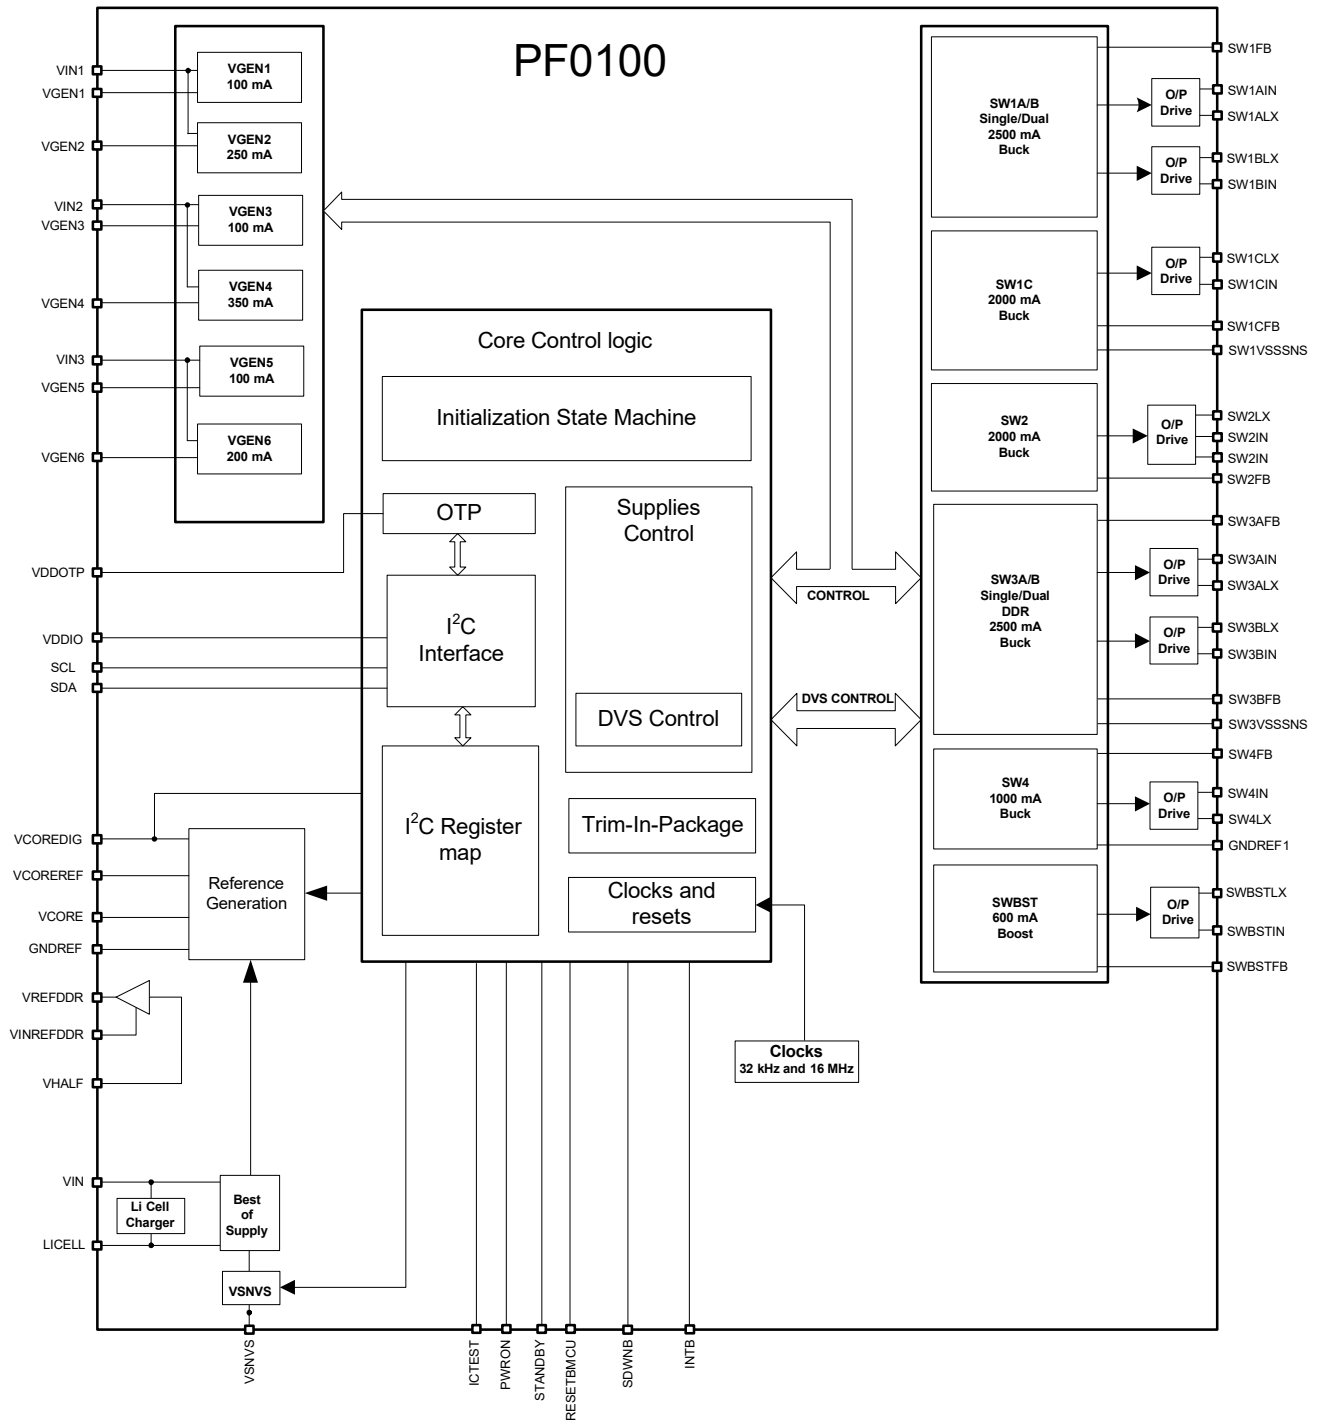 PF0100
VIN1
VGEN1
VGEN2
VIN2
VGEN3
VGEN4
VIN3
VGEN5
VGEN6
VDDOTP
VDDIO
SCL
SDA
VCOREDIG
VCOREREF
VCORE
GNDREF
VREFDDR
VINREFDDR
VHALF
VIN
LICELL
VGEN1
100 mA
VGEN2
250 mA
VGEN3
100 mA
VGEN4
350 mA
VGEN5
100 mA
VGEN6
200 mA
Core Control logic
Initialization State Machine
OTP
I²C
Interface
I²C Register
map
Supplies
Control
DVS Control
Trim-In-Package
Clocks and
resets
Reference
Generation
Li Cell
Charger
Best
of
Supply
VSNVS
Clocks
32 kHz and 16 MHz
CONTROL
DVS CONTROL
SW1A/B
Single/Dual
2500 mA
Buck
SW1C
2000 mA
Buck
SW2
2000 mA
Buck
SW3A/B
Single/Dual
DDR
2500 mA
Buck
SW4
1000 mA
Buck
SWBST
600 mA
Boost
O/P
Drive
O/P
Drive
O/P
Drive
O/P
Drive
O/P
Drive
O/P
Drive
O/P
Drive
O/P
Drive
SW1FB
SW1AIN
SW1ALX
SW1BLX
SW1BIN
SW1CLX
SW1CIN
SW1CFB
SW1VSSSNS
SW2LX
SW2IN
SW2IN
SW2FB
SW3AFB
SW3AIN
SW3ALX
SW3BLX
SW3BIN
SW3BFB
SW3VSSSNS
SW4FB
SW4IN
SW4LX
GNDREF1
SWBSTLX
SWBSTIN
SWBSTFB
VSNVS
ICTEST
PWRON
STANDBY
RESETBMCU
SDWNB
INTB